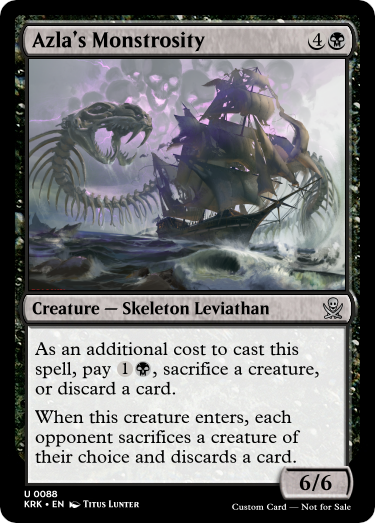 Azla's Monstrosity 4
Creature — Skeleton Leviathan
As an additional cost to cast this
spell, pay 1 , sacrifice a creature,
or discard a card.
When this creature enters, each
opponent sacrifices a creature of
their choice and discards a card.
6/6
U 0088
KRK • EN Titus Lunter
Custom Card — Not for Sale